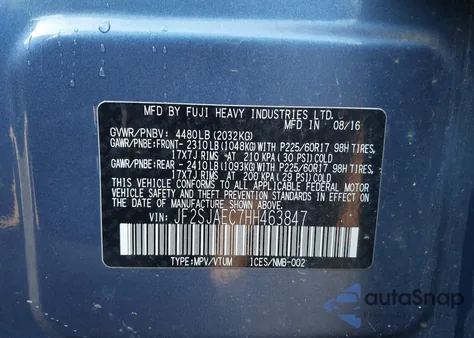 MFD BY FUJI HEAVY INDUSTRIES LTD.
MFD IN 08/16
GVWR/PNBV: 4480LB(2032KG)
GAWR/PNBE:FRONT- 2310LB(1048KG)WITH P225/60R17 98H TIRES,
17X7J RIMS AT 210 KPA(30 PSI)COLD
GAWR/PNBE:REAR - 2410LB(1093KG)WITH P225/60R17 98H TIRES,
17X7J RIMS AT 200 KPA(29 PSI)COLD
THIS VEHICLE CONFORMS TO ALL APPLICABLE
U.S. FEDERAL MOTOR VEHICLE
SAFETY AND BUMPER STANDARDS IN EFFECT ON THE
DATE OF MANUFACTURE SHOWN ABOVE.
VIN: JF2SJAEC7HH463847
TYPE:MPV/VTUM ICES/NMB-002
autoSnap